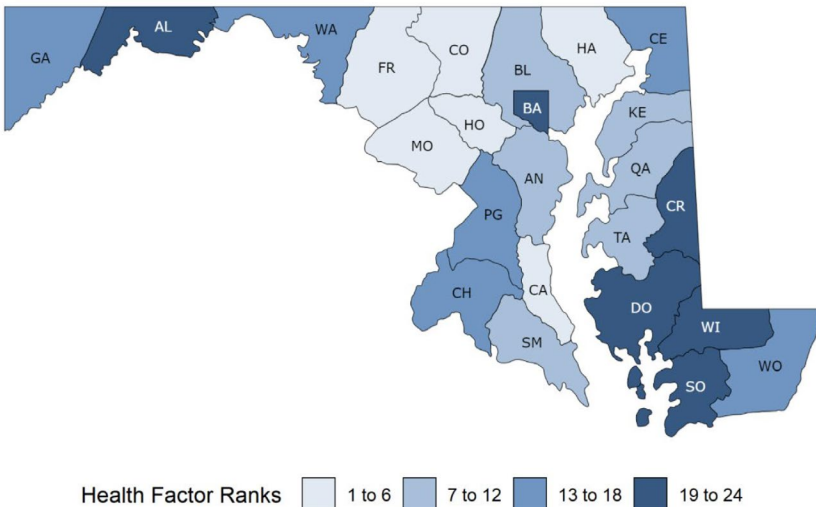 AL
WA
GA
FR
CO
HA
CE
BL
BA
KE
HO
MO
QA
AN
CR
PG
TA
CH
CA
DO
WI
SM
WO
SO
Health Factor Ranks 1 to 6 7 to 12 13 to 18 19 to 24